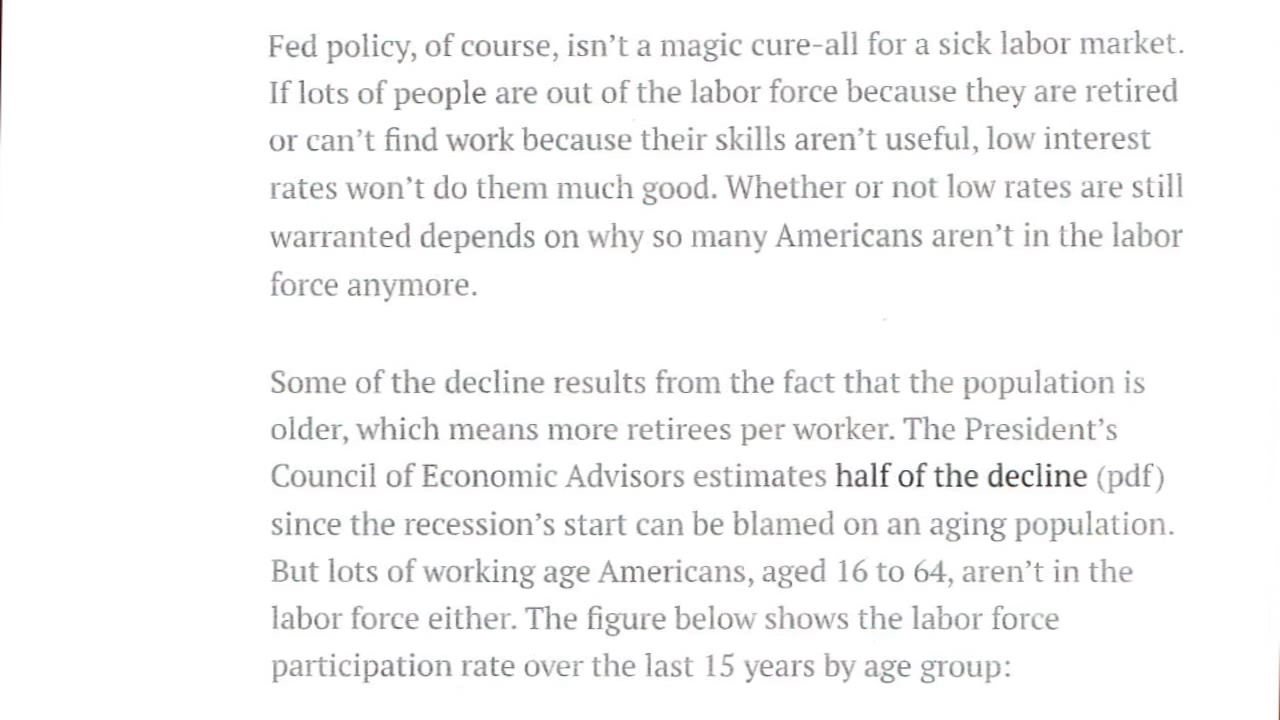 Fed policy, of course, isn’t a magic cure-all for a sick labor market.
If lots of people are out of the labor force because they are retired
or can’t find work because their skills aren’t useful, low interest
rates won’t do them much good. Whether or not low rates are still
warranted depends on why so many Americans aren’t in the labor
force anymore.
Some of the decline results from the fact that the population is
older, which means more retirees per worker. The President’s
Council of Economic Advisors estimates half of the decline (pdf)
since the recession’s start can be blamed on an aging population.
But lots of working age Americans, aged 16 to 64, aren’t in the
labor force either. The figure below shows the labor force
participation rate over the last 15 years by age group: